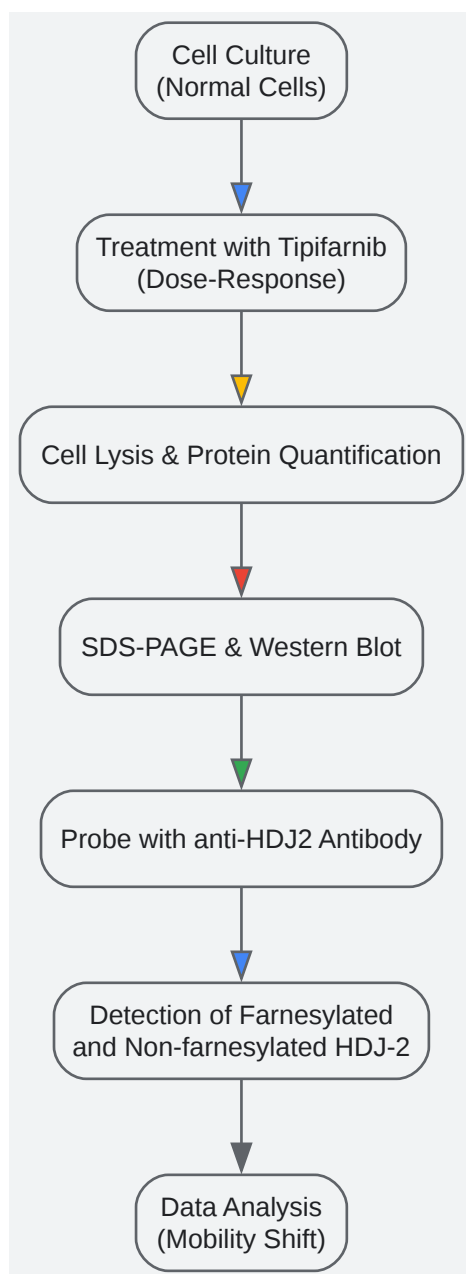 Cell Culture
(Normal Cells)
Treatment with Tipifarnib
(Dose-Response)
Cell Lysis & Protein Quantification
SDS-PAGE & Western Blot
Probe with anti-HDJ2 Antibody
Detection of Farnesylated
and Non-farnesylated HDJ-2
Data Analysis
(Mobility Shift)